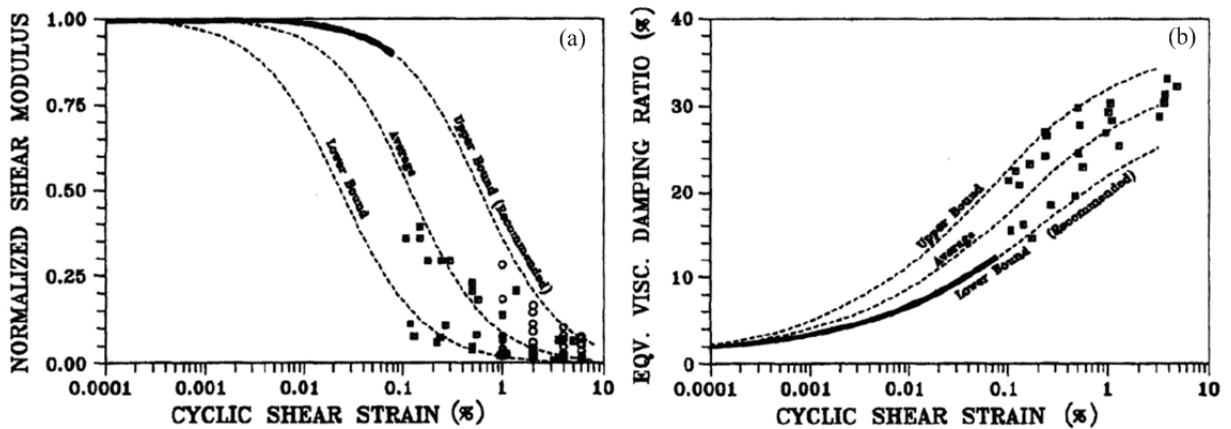 NORMALIZED SHEAR MODULUS
1.00
0.75
0.50
0.25
0.00
(a)
Lower Bound
Average
Upper Bound (Recommended)
0.0001 0.001 0.01 0.1 1 10
CYCLIC SHEAR STRAIN (%)
EQV. VISC. DAMPING RATIO (%)
40
30
20
10
0
(b)
Upper Bound
Average
Lower Bound (Recommended)
0.0001 0.001 0.01 0.1 1 10
CYCLIC SHEAR STRAIN (%)